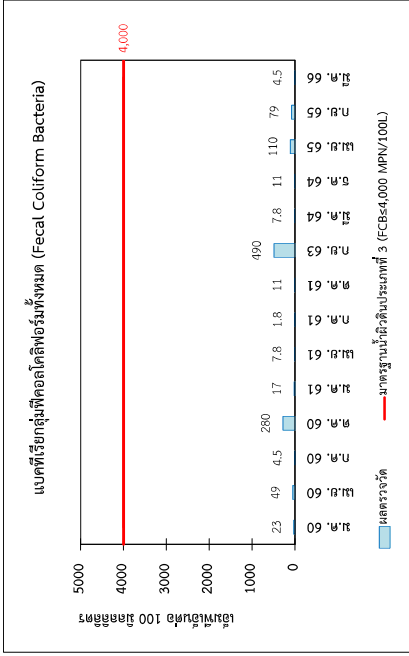 แบคทีเรียกลุ่มฟีคอลโคลิฟอร์มทั้งหมด (Fecal Coliform Bacteria)
4,000
เอ็มพีเอ็นต่อ 100 มิลลิลิตร
5000
4000
3000
2000
1000
0
23 49 4.5 280 17 7.8 1.8 11 490 7.8 11 110 79 4.5
ม.ค. 60 เม.ย. 60 ก.ค. 60 ต.ค. 60 ม.ค. 61 เม.ย. 61 ก.ค. 61 ต.ค. 61 ก.ย. 63 มิ.ย. 64 ธ.ค. 64 เม.ย. 65 ก.ย. 65 66
ผลตรวจวัด มาตรฐานน้ำผิวดินประเภทที่ 3 (FCB≤4,000 MPN/100L)